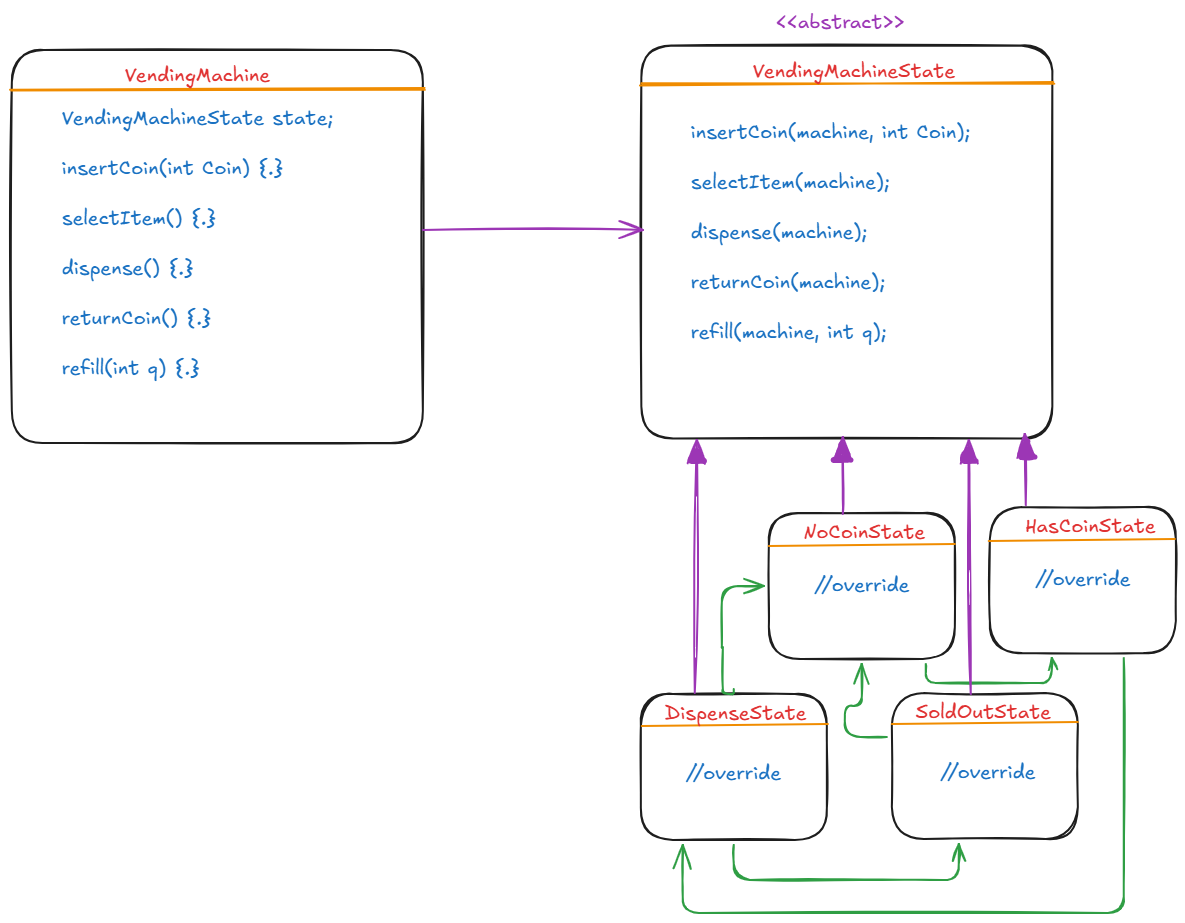 <<abstract>>
VendingMachine
VendingMachineState state;
insertCoin(int Coin) {.}
selectItem() {.}
dispense() {.}
returnCoin() {.}
refill(int q) {.}
VendingMachineState
insertCoin(machine, int Coin);
selectItem(machine);
dispense(machine);
returnCoin(machine);
refill(machine, int q);
NoCoinState
//override
HasCoinState
//override
DispenseState
//override
SoldOutState
//override